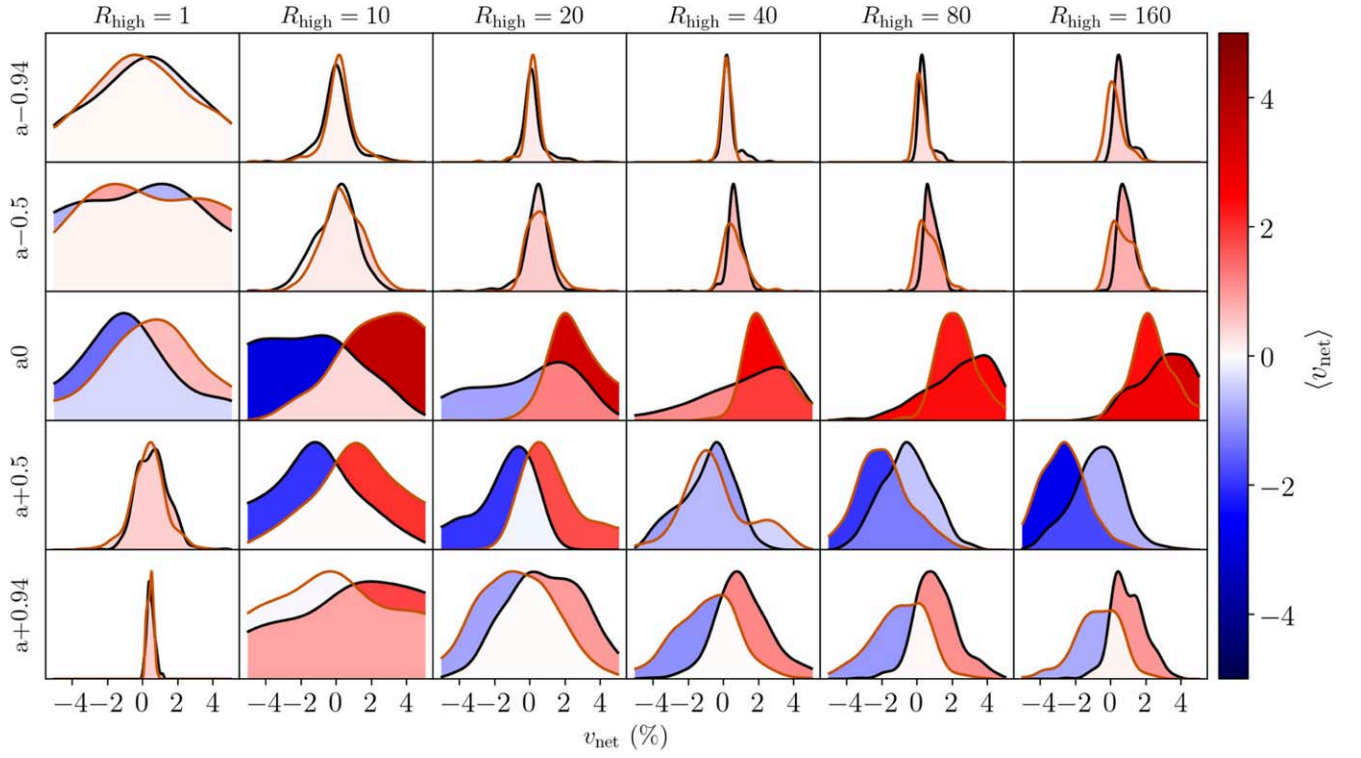 R_high = 1 R_high = 10 R_high = 20 R_high = 40 R_high = 80 R_high = 160
a−0.94
a−0.5
a0
a+0.5
a+0.94
4
2
0
−2
−4
⟨v_net⟩
−4−2 0 2 4 −4−2 0 2 4 −4−2 0 2 4 −4−2 0 2 4 −4−2 0 2 4 −4−2 0 2 4
v_net (%)